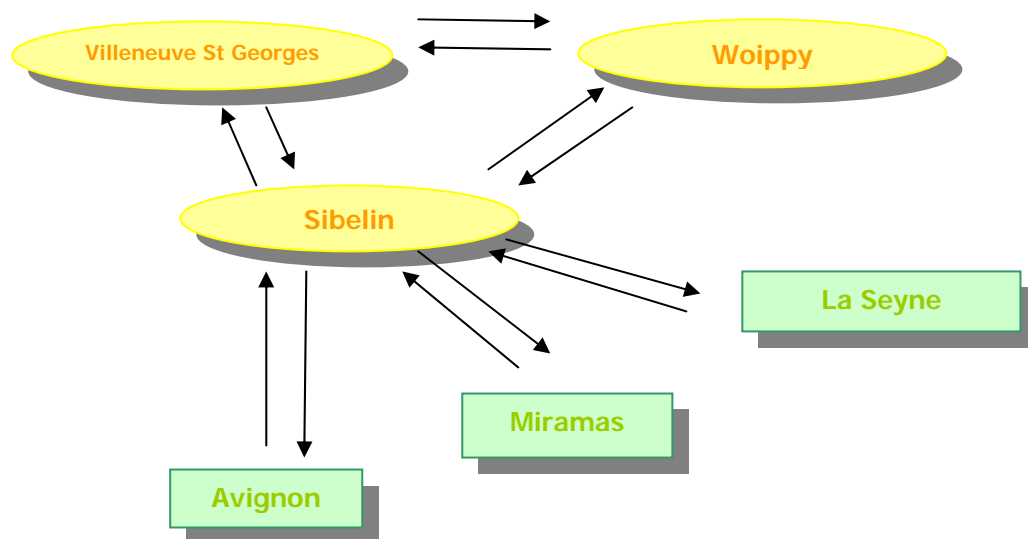 Villeneuve St Georges
Woippy
Sibelin
La Seyne
Miramas
Avignon